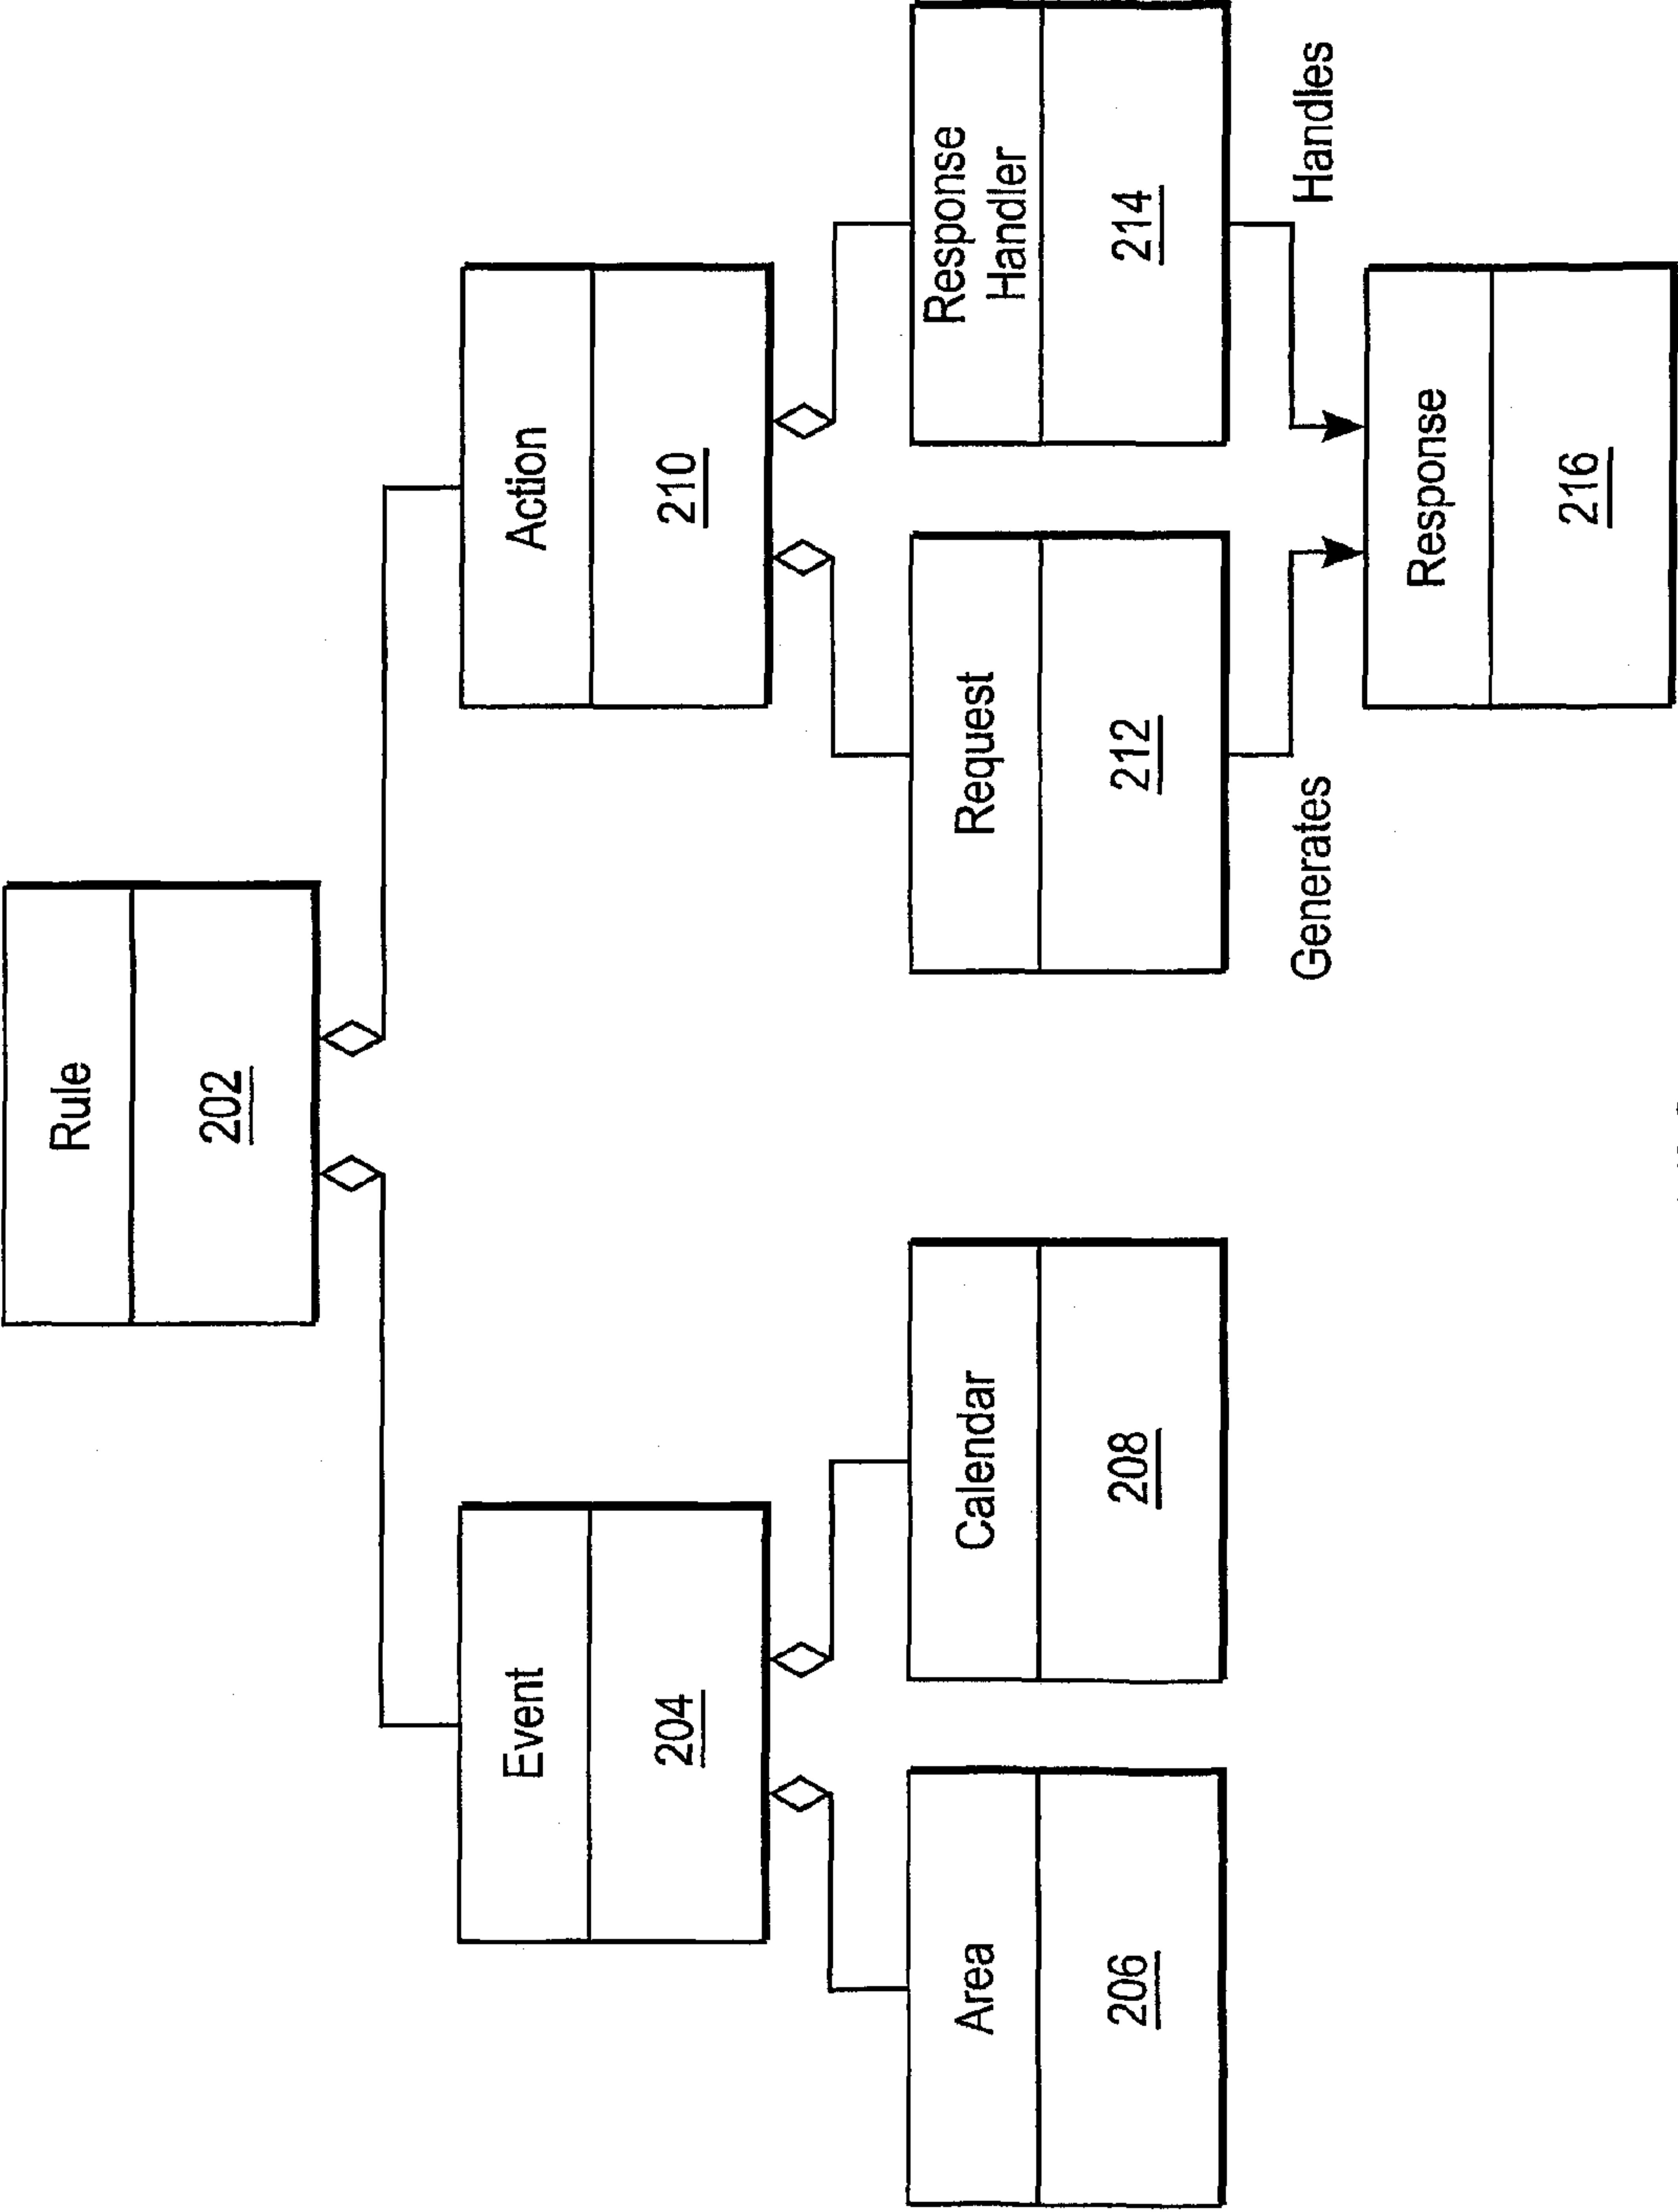 Rule
202
Event
204
Action
210
Area
206
Calendar
208
Request
212
Response
Handler
214
Generates
Handles
Response
216